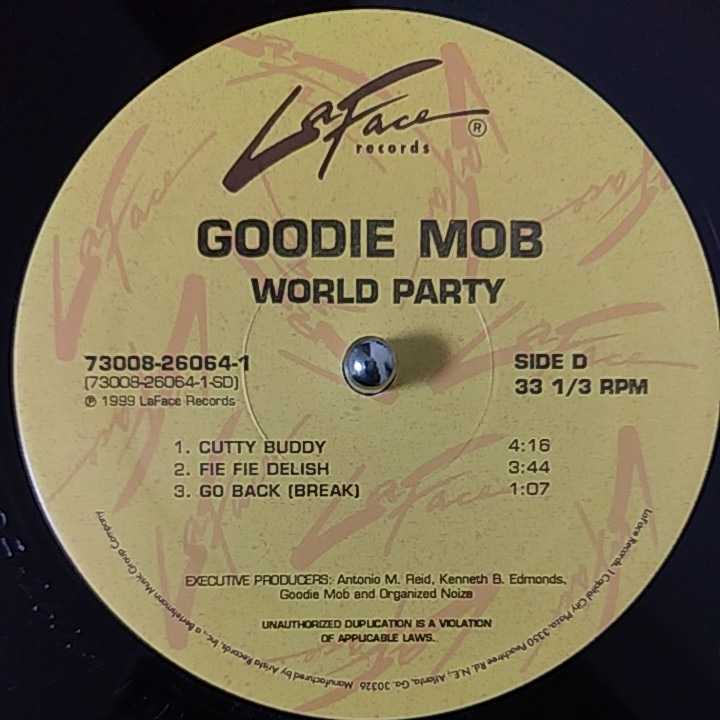 LaFace
records
®
GOODIE MOB
WORLD PARTY
73008-26064-1
(73008-26064-1-SD)
℗ 1999 LaFace Records
SIDE D
33 1/3 RPM
1. CUTTY BUDDY 4:16
2. FIE FIE DELISH 3:44
3. GO BACK (BREAK) 1:07
EXECUTIVE PRODUCERS: Antonio M. Reid, Kenneth B. Edmonds,
Goodie Mob and Organized Noize
UNAUTHORIZED DUPLICATION IS A VIOLATION
OF APPLICABLE LAWS.
LaFace Records, 1 Capital City Plaza, 3350 Peachtree Rd. N.E., Atlanta, Ga. 30326 Manufactured by Arista Records, Inc., a Bertelsmann Music Group Company